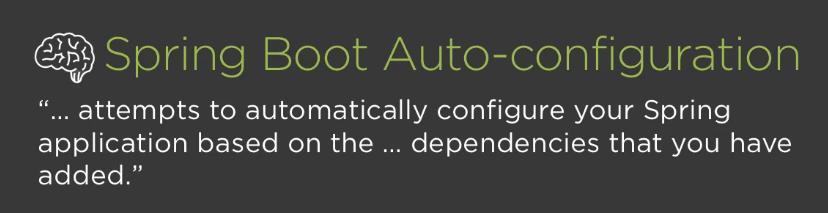 Spring Boot Auto-configuration
“... attempts to automatically configure your Spring
application based on the ... dependencies that you have
added.”